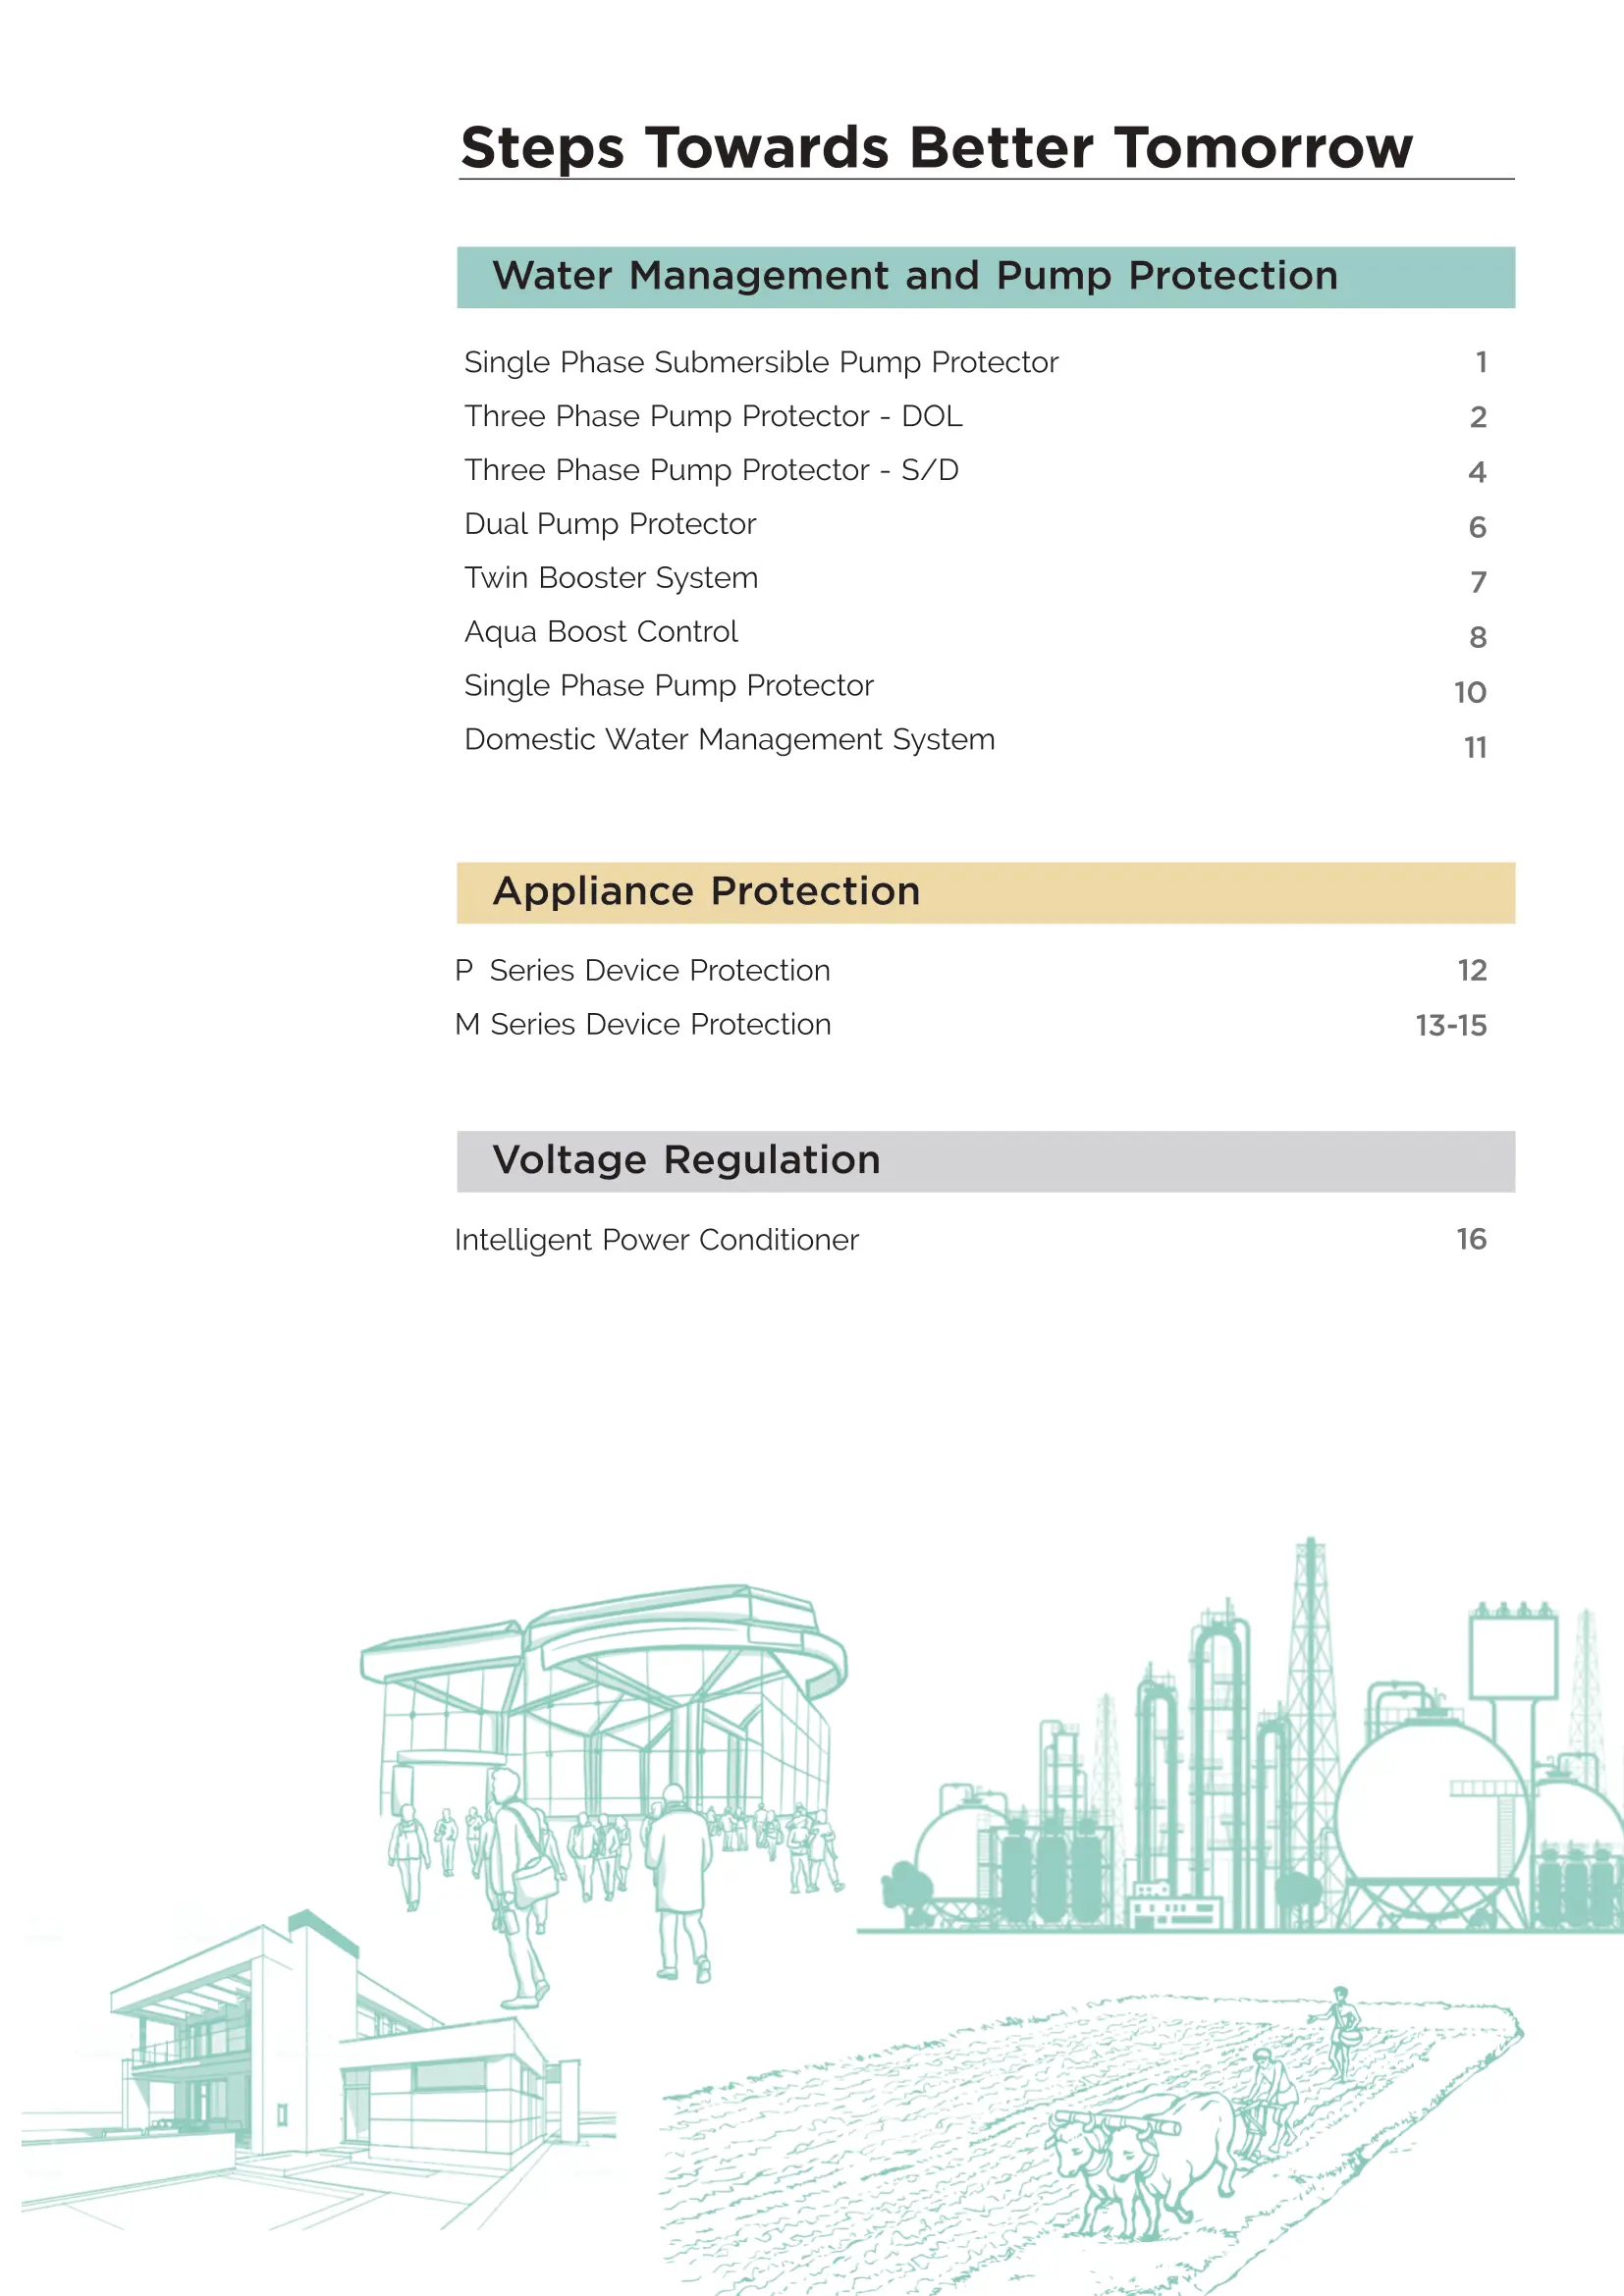 Steps Towards Better Tomorrow
Water Management and Pump Protection
Single Phase Submersible Pump Protector 1
Three Phase Pump Protector - DOL 2
Three Phase Pump Protector - S/D 4
Dual Pump Protector 6
Twin Booster System 7
Aqua Boost Control 8
Single Phase Pump Protector 10
Domestic Water Management System 11
Appliance Protection
P Series Device Protection 12
M Series Device Protection 13-15
Voltage Regulation
Intelligent Power Conditioner 16